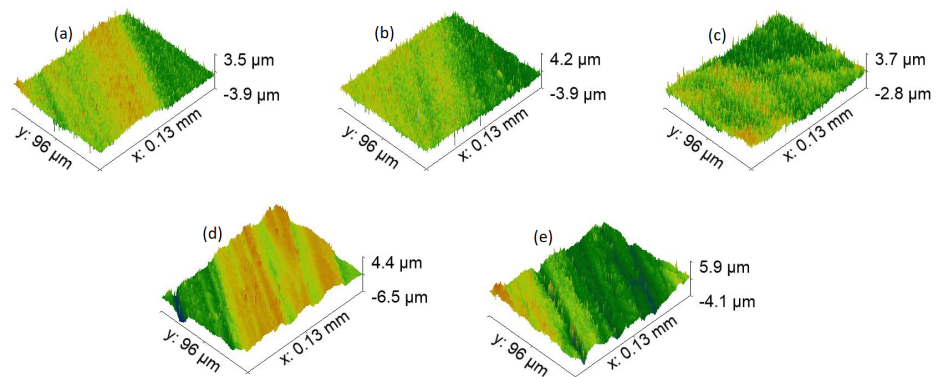 (a)
3.5 µm
-3.9 µm
y: 96 µm
x: 0.13 mm
(b)
4.2 µm
-3.9 µm
y: 96 µm
x: 0.13 mm
(c)
3.7 µm
-2.8 µm
y: 96 µm
x: 0.13 mm
(d)
4.4 µm
-6.5 µm
y: 96 µm
x: 0.13 mm
(e)
5.9 µm
-4.1 µm
y: 96 µm
x: 0.13 mm